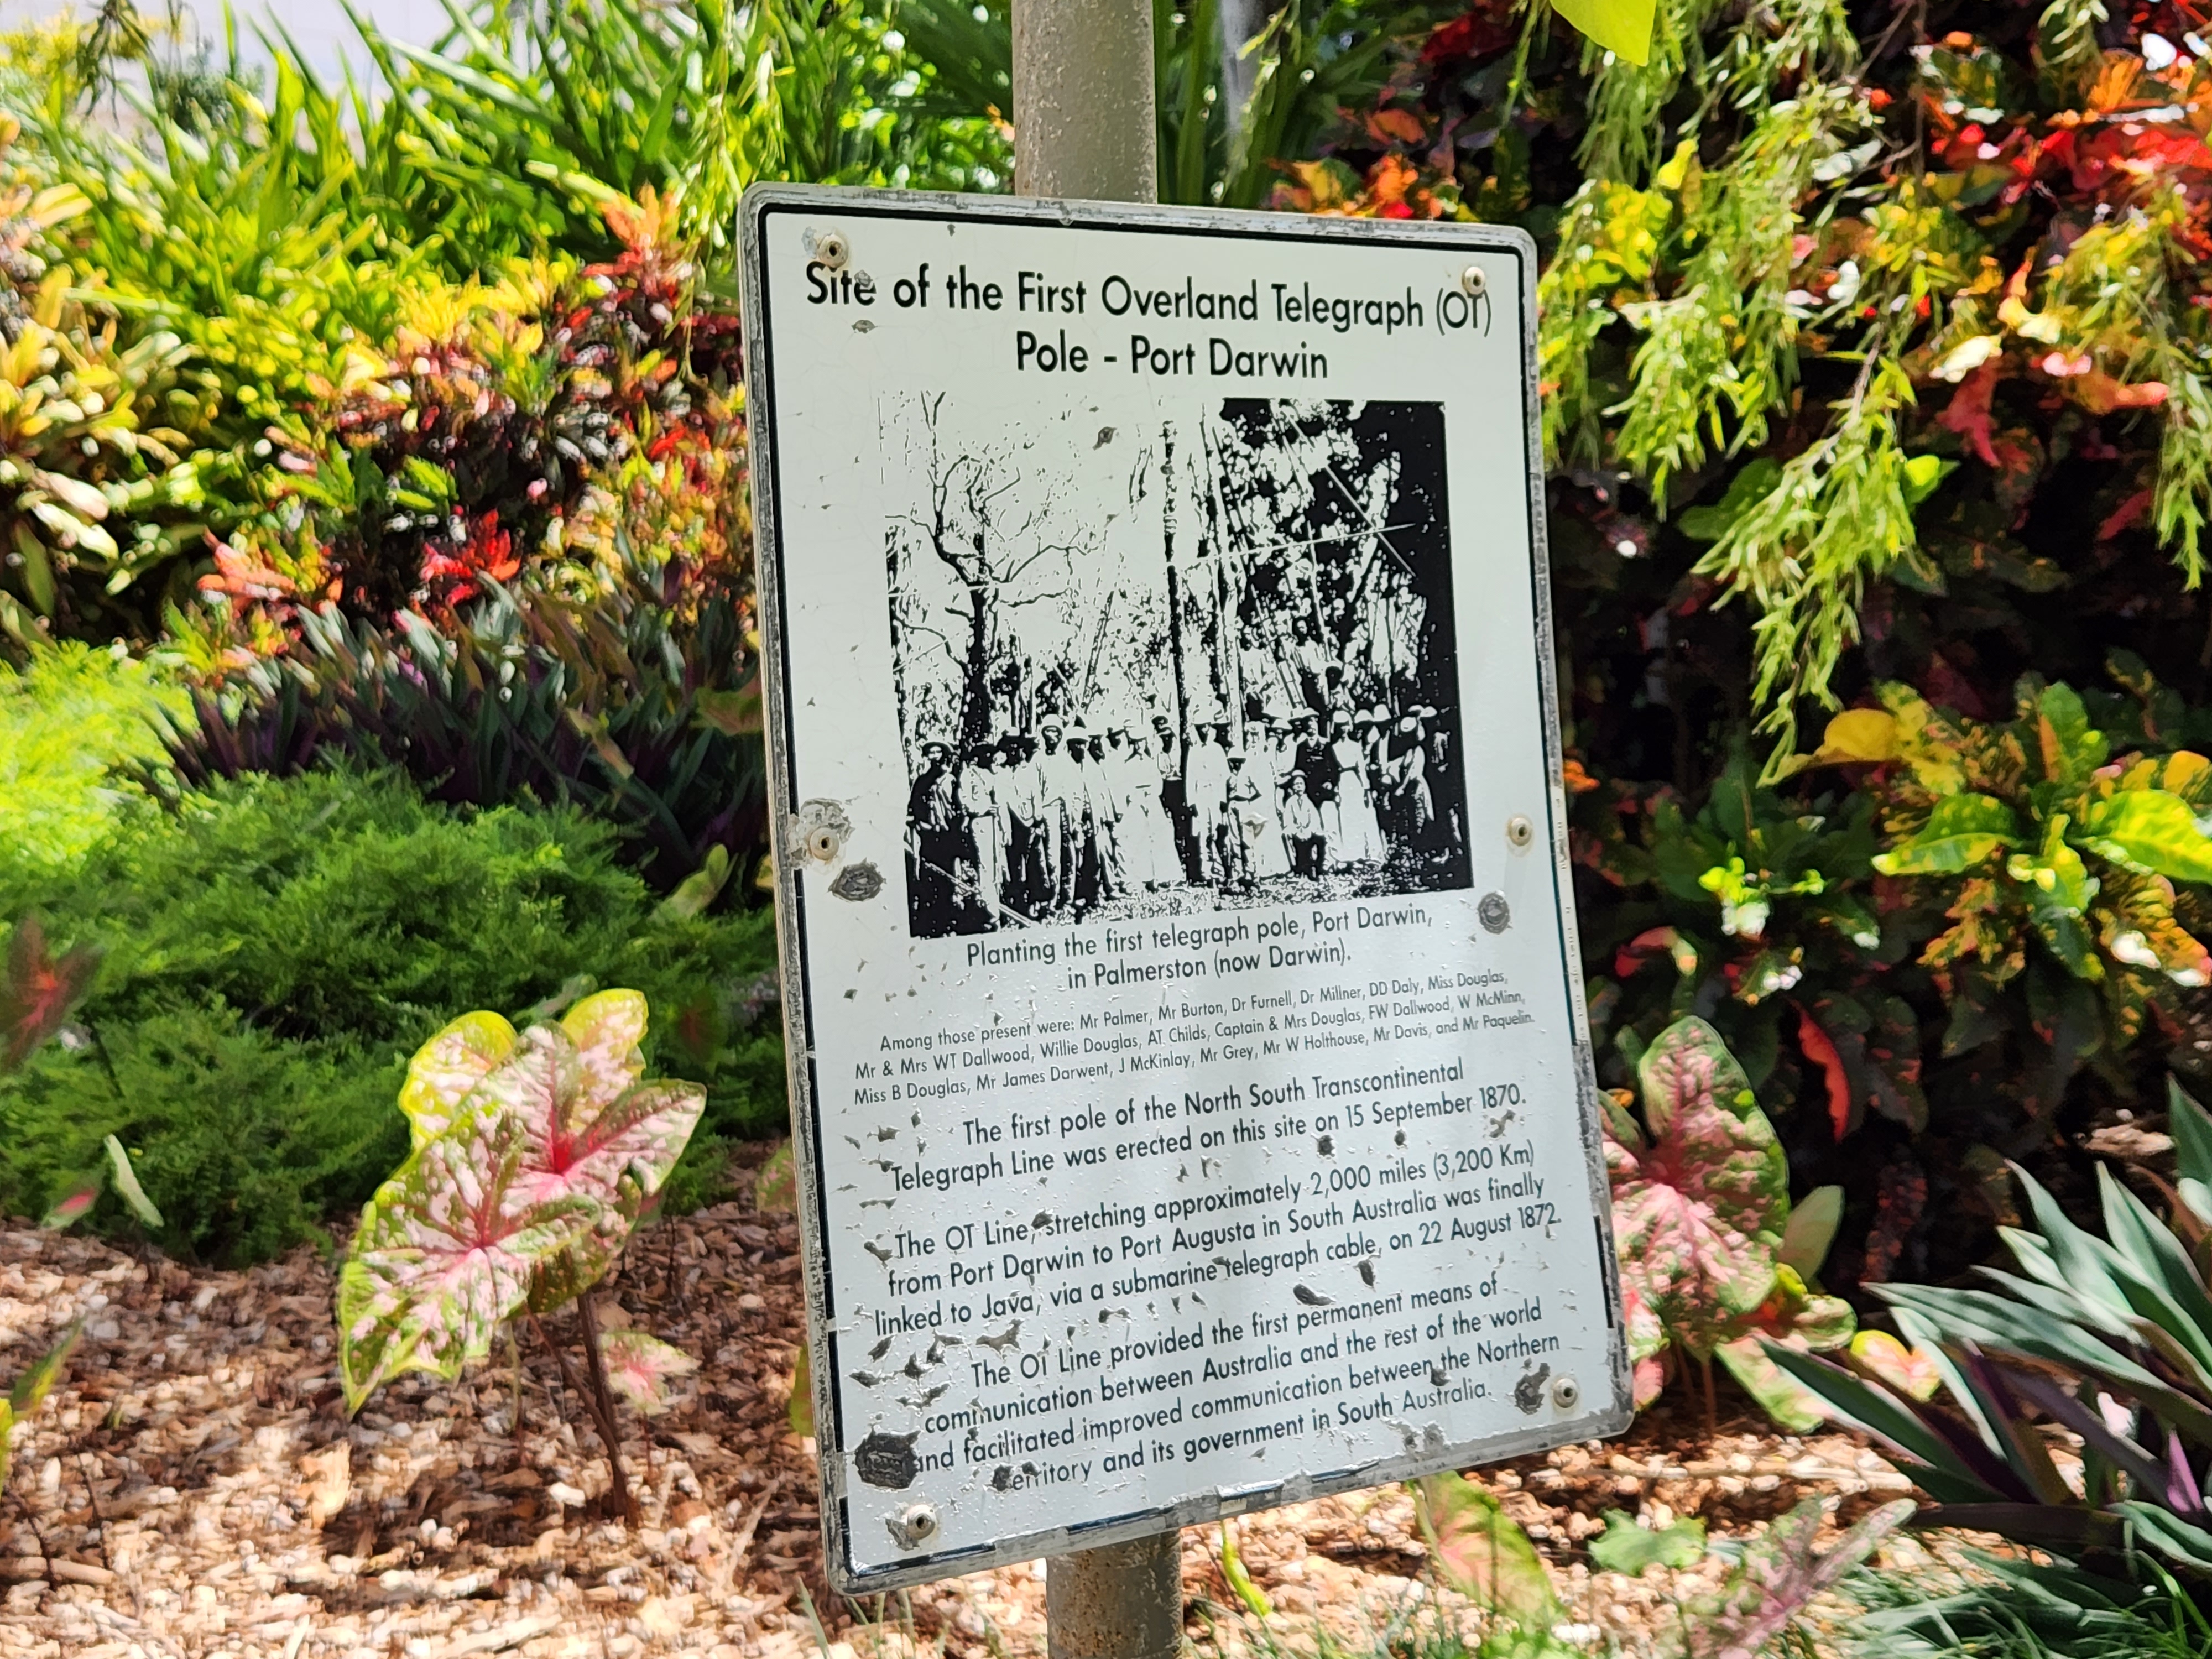 Site of the First Overland Telegraph (OT)
Pole - Port Darwin
Planting the first telegraph pole, Port Darwin,
in Palmerston (now Darwin).
Among those present were: Mr Palmer, Mr Burton, Dr Furnell, Dr Millner, DD Daly, Miss Douglas,
Mr & Mrs WT Dallwood, Willie Douglas, AT Childs, Captain & Mrs Douglas, FW Dallwood, W McMinn,
Miss B Douglas, Mr James Darwent, J McKinlay, Mr Grey, Mr W Holthouse, Mr Davis, and Mr Paquelin.
The first pole of the North South Transcontinental
Telegraph Line was erected on this site on 15 September 1870.
The OT Line, stretching approximately 2,000 miles (3,200 Km)
from Port Darwin to Port Augusta in South Australia was finally
linked to Java, via a submarine telegraph cable, on 22 August 1872.
The OT Line provided the first permanent means of
communication between Australia and the rest of the world
and facilitated improved communication between the Northern
Territory and its government in South Australia.